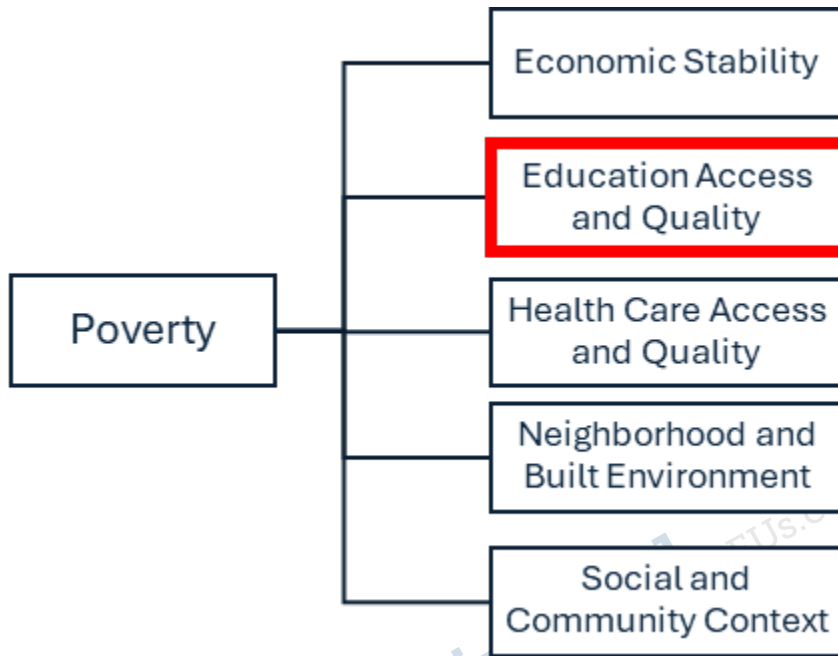 Economic Stability
Education Access
and Quality
Poverty
Health Care Access
and Quality
Neighborhood and
Built Environment
Social and
Community Context